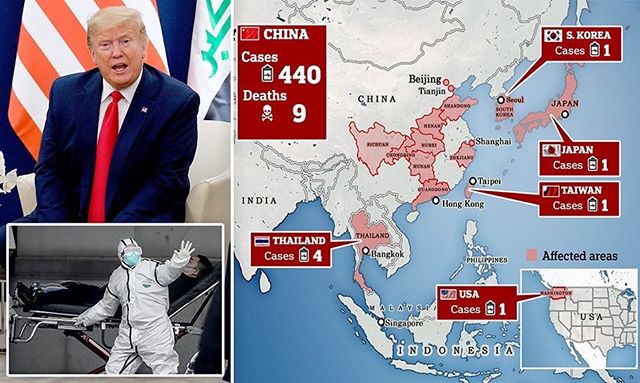 CHINA
Cases
440
Deaths
9
S. KOREA
Cases 1
Beijing
Tianjin
CHINA
SHANDONG
Seoul
SOUTH
KOREA
JAPAN
HENAN
SICHUAN
CHONGQING
HUBEI
Shanghai
ZHEJIANG
HUNAN
JAPAN
Cases 1
Taipei
TAIWAN
Cases 1
GUANGDONG
Hong Kong
INDIA
THAILAND
Cases 4
THAILAND
Bangkok
PHILIPPINES
Affected areas
USA
Cases 1
WASHINGTON
USA
MALAYSIA
Singapore
INDONESIA